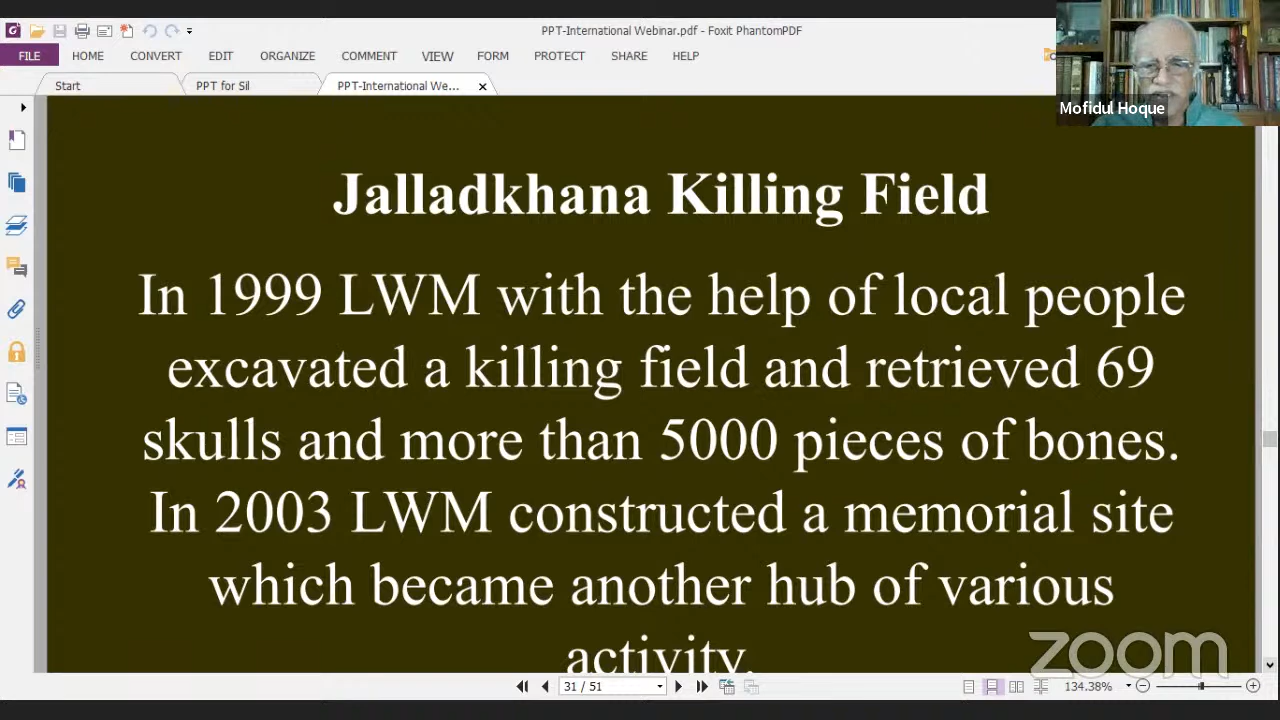 PPT-International Webinar.pdf - Foxit PhantomPDF
FILE HOME CONVERT EDIT ORGANIZE COMMENT VIEW FORM PROTECT SHARE HELP
Start PPT for Sil PPT-International We...
Mofidul Hoque
Jalladkhana Killing Field
In 1999 LWM with the help of local people
excavated a killing field and retrieved 69
skulls and more than 5000 pieces of bones.
In 2003 LWM constructed a memorial site
which became another hub of various
activity.
zoom
31 / 51
134.38%